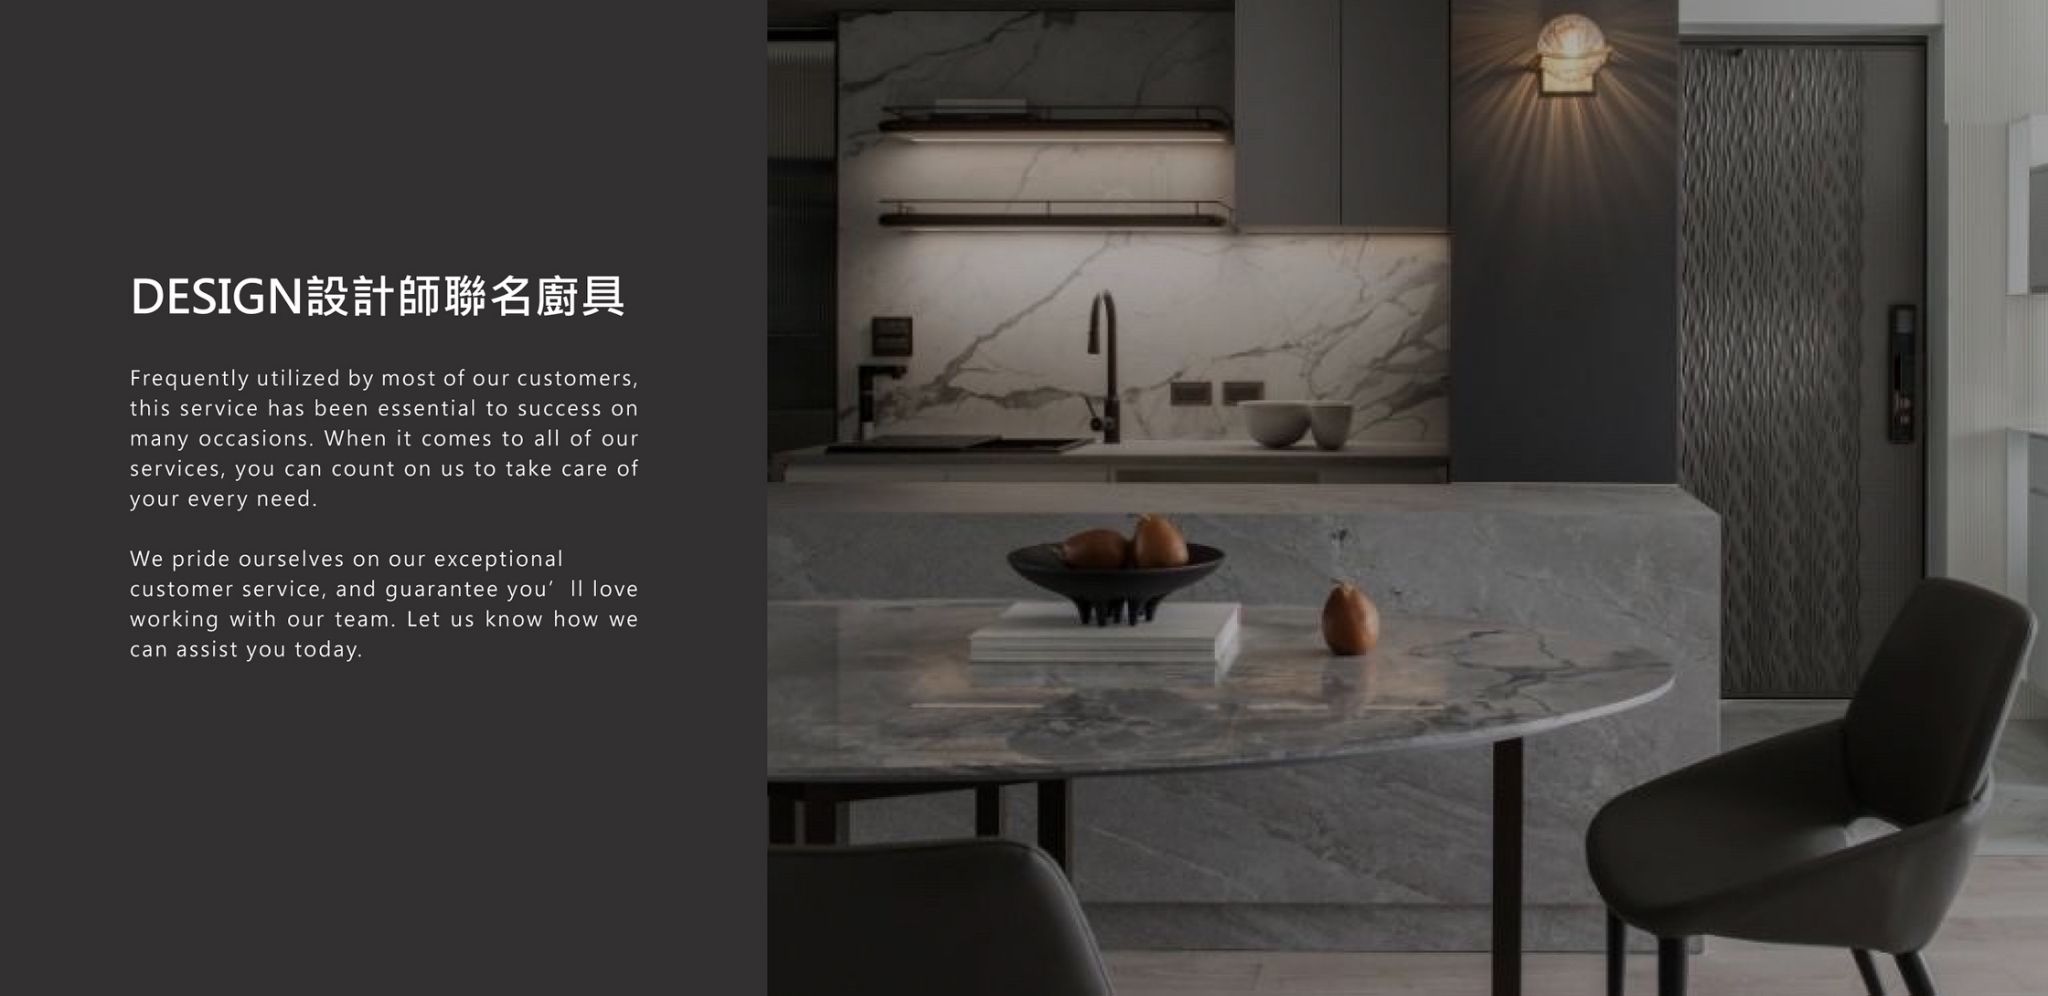 DESIGN設計師聯名廚具
Frequently utilized by most of our customers,
this service has been essential to success on
many occasions. When it comes to all of our
services, you can count on us to take care of
your every need.
We pride ourselves on our exceptional
customer service, and guarantee you’ll love
working with our team. Let us know how we
can assist you today.